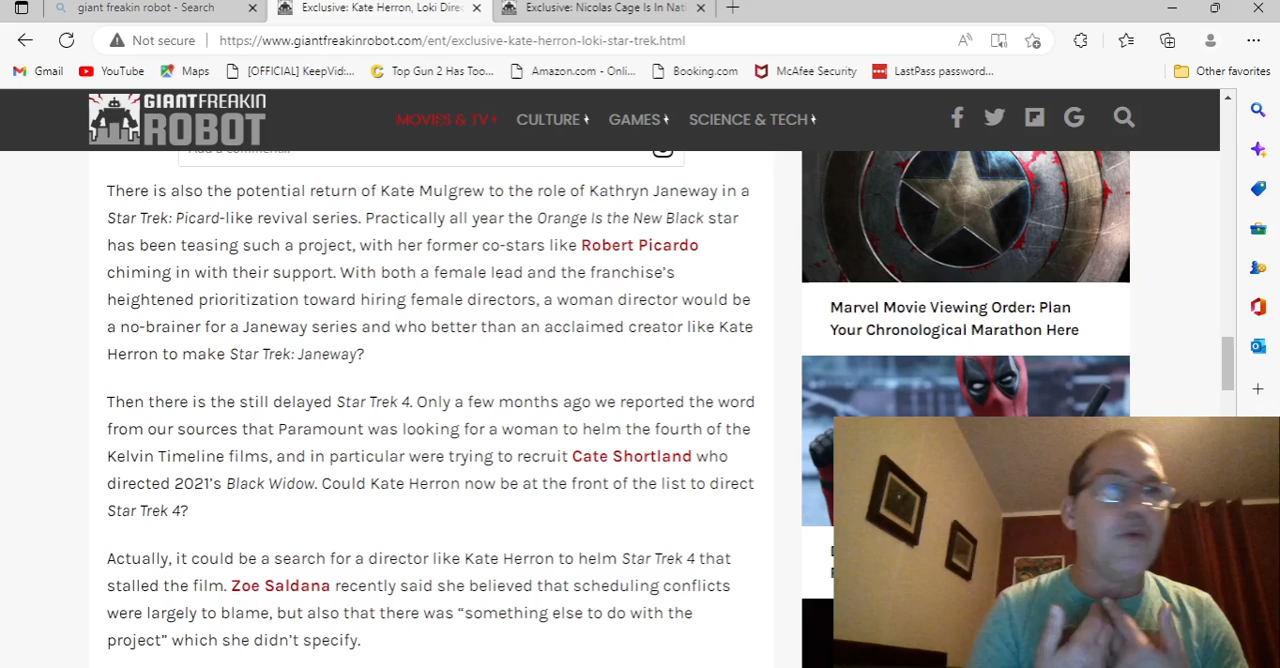 giant freakin robot - Search
Exclusive: Kate Herron, Loki Direc
Exclusive: Nicolas Cage Is In Nati
Not secure
https://www.giantfreakinrobot.com/ent/exclusive-kate-herron-loki-star-trek.html
Gmail
YouTube
Maps
[OFFICIAL] KeepVid:...
Top Gun 2 Has Too...
Amazon.com - Onli...
Booking.com
McAfee Security
LastPass password...
Other favorites
GIANT FREAKIN
ROBOT
MOVIES & TV
CULTURE
GAMES
SCIENCE & TECH
There is also the potential return of Kate Mulgrew to the role of Kathryn Janeway in a
Star Trek: Picard-like revival series. Practically all year the Orange Is the New Black star
has been teasing such a project, with her former co-stars like Robert Picardo
chiming in with their support. With both a female lead and the franchise's
heightened prioritization toward hiring female directors, a woman director would be
a no-brainer for a Janeway series and who better than an acclaimed creator like Kate
Herron to make Star Trek: Janeway?
Then there is the still delayed Star Trek 4. Only a few months ago we reported the word
from our sources that Paramount was looking for a woman to helm the fourth of the
Kelvin Timeline films, and in particular were trying to recruit Cate Shortland who
directed 2021's Black Widow. Could Kate Herron now be at the front of the list to direct
Star Trek 4?
Actually, it could be a search for a director like Kate Herron to helm Star Trek 4 that
stalled the film. Zoe Saldana recently said she believed that scheduling conflicts
were largely to blame, but also that there was "something else to do with the
project" which she didn't specify.
Marvel Movie Viewing Order: Plan
Your Chronological Marathon Here